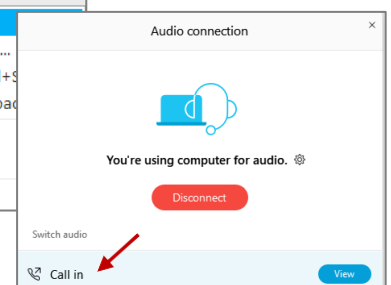 Audio connection
...
+S
You're using computer for audio.
Disconnect
Switch audio
Call in
View